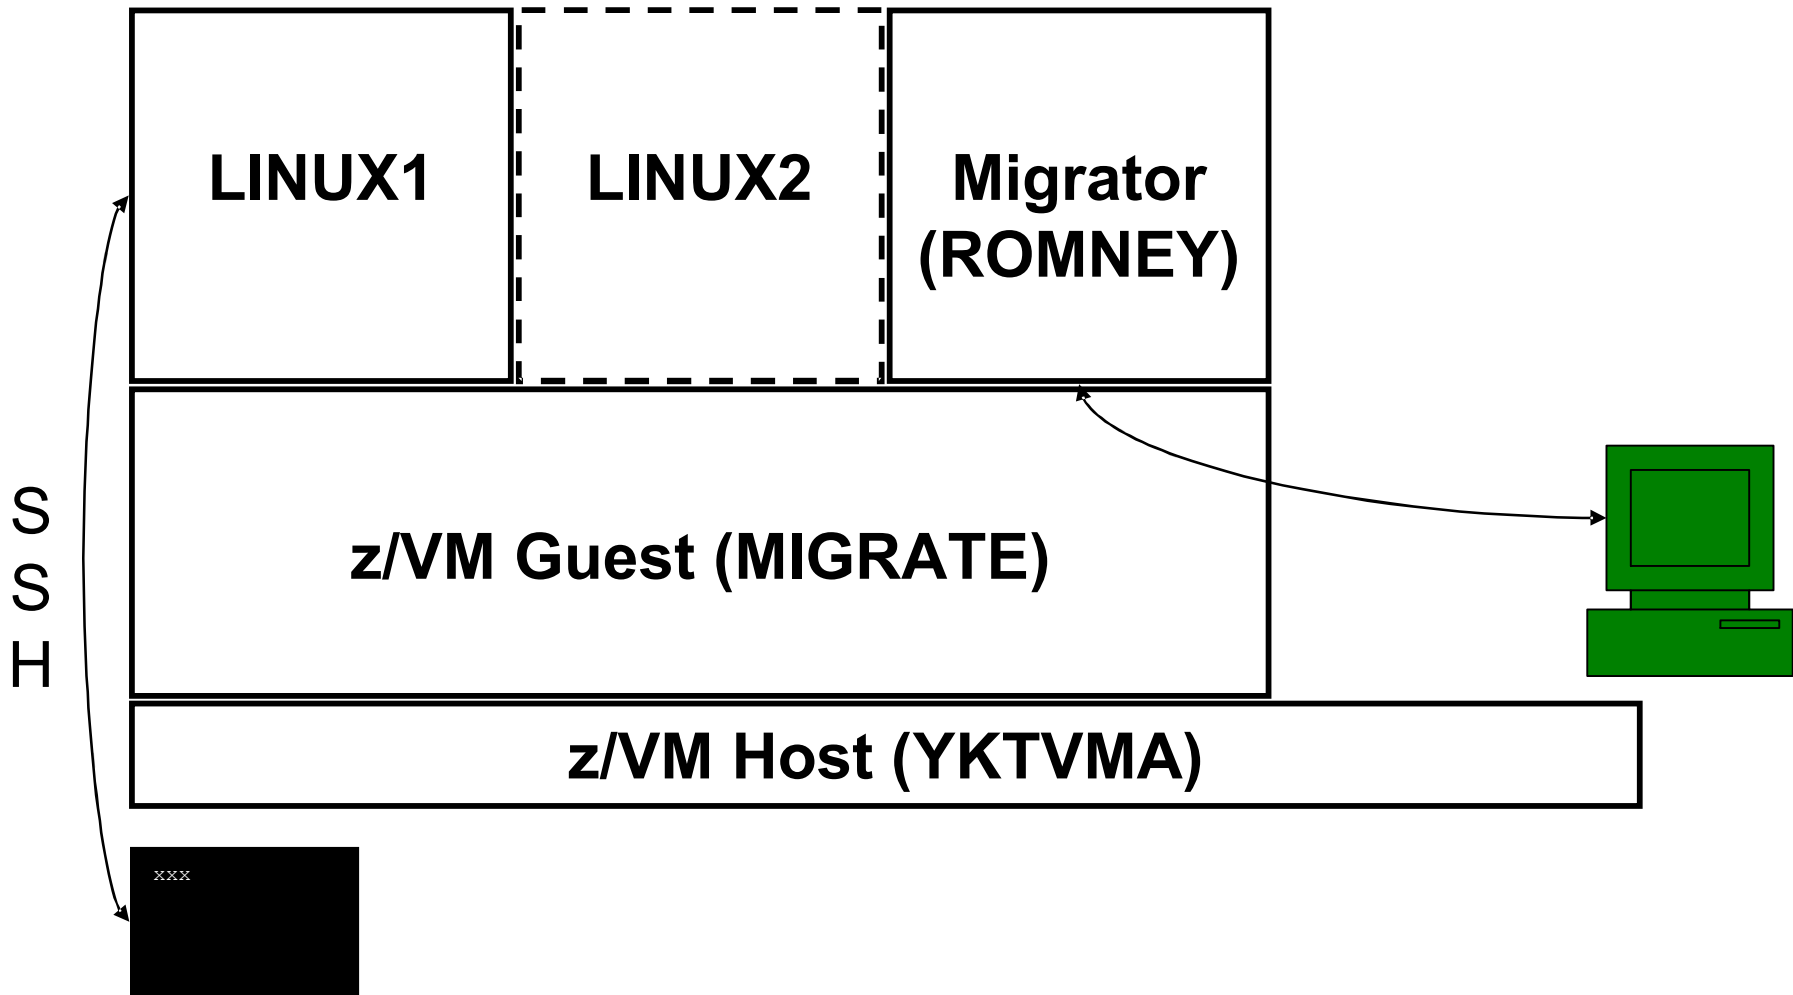 LINUX1
LINUX2
Migrator
(ROMNEY)
S
S
H
z/VM Guest (MIGRATE)
z/VM Host (YKTVMA)
xxx